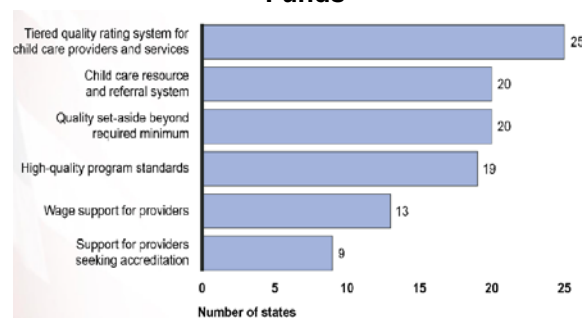 Funds
Tiered quality rating system for
child care providers and services
25
Child care resource
and referral system
20
Quality set-aside beyond
required minimum
20
High-quality program standards
19
Wage support for providers
13
Support for providers
seeking accreditation
9
0 5 10 15 20 25
Number of states